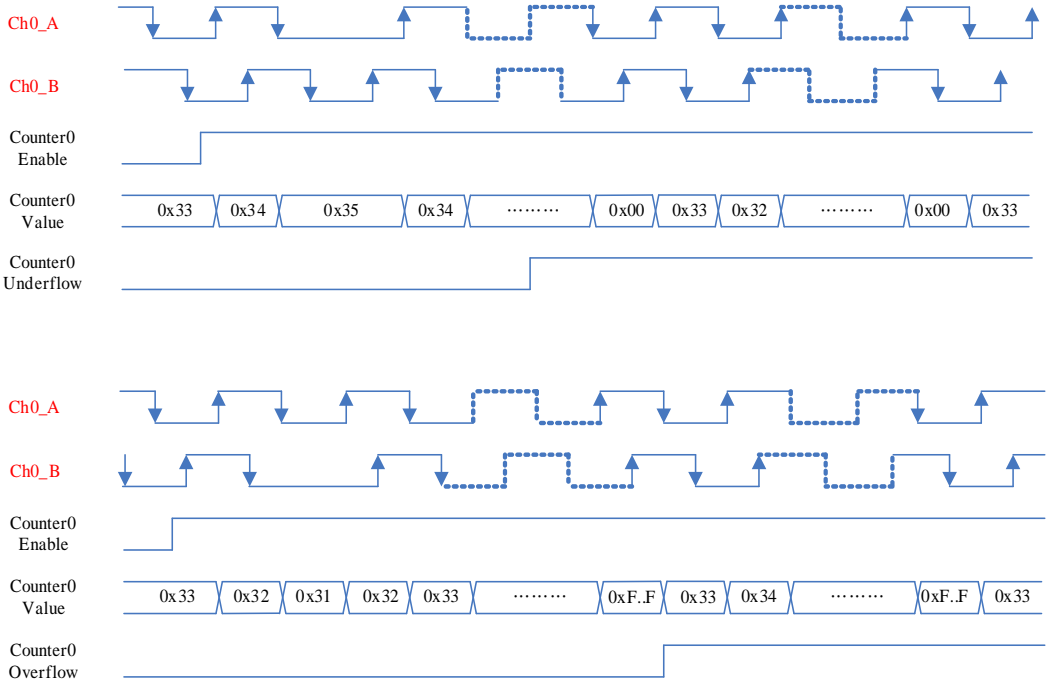 Ch0_A
Ch0_B
Counter0
Enable
Counter0
Value
0x33 0x34 0x35 0x34 ········· 0x00 0x33 0x32 ········· 0x00 0x33
Counter0
Underflow
Ch0_A
Ch0_B
Counter0
Enable
Counter0
Value
0x33 0x32 0x31 0x32 0x33 ········· 0xF..F 0x33 0x34 ········· 0xF..F 0x33
Counter0
Overflow